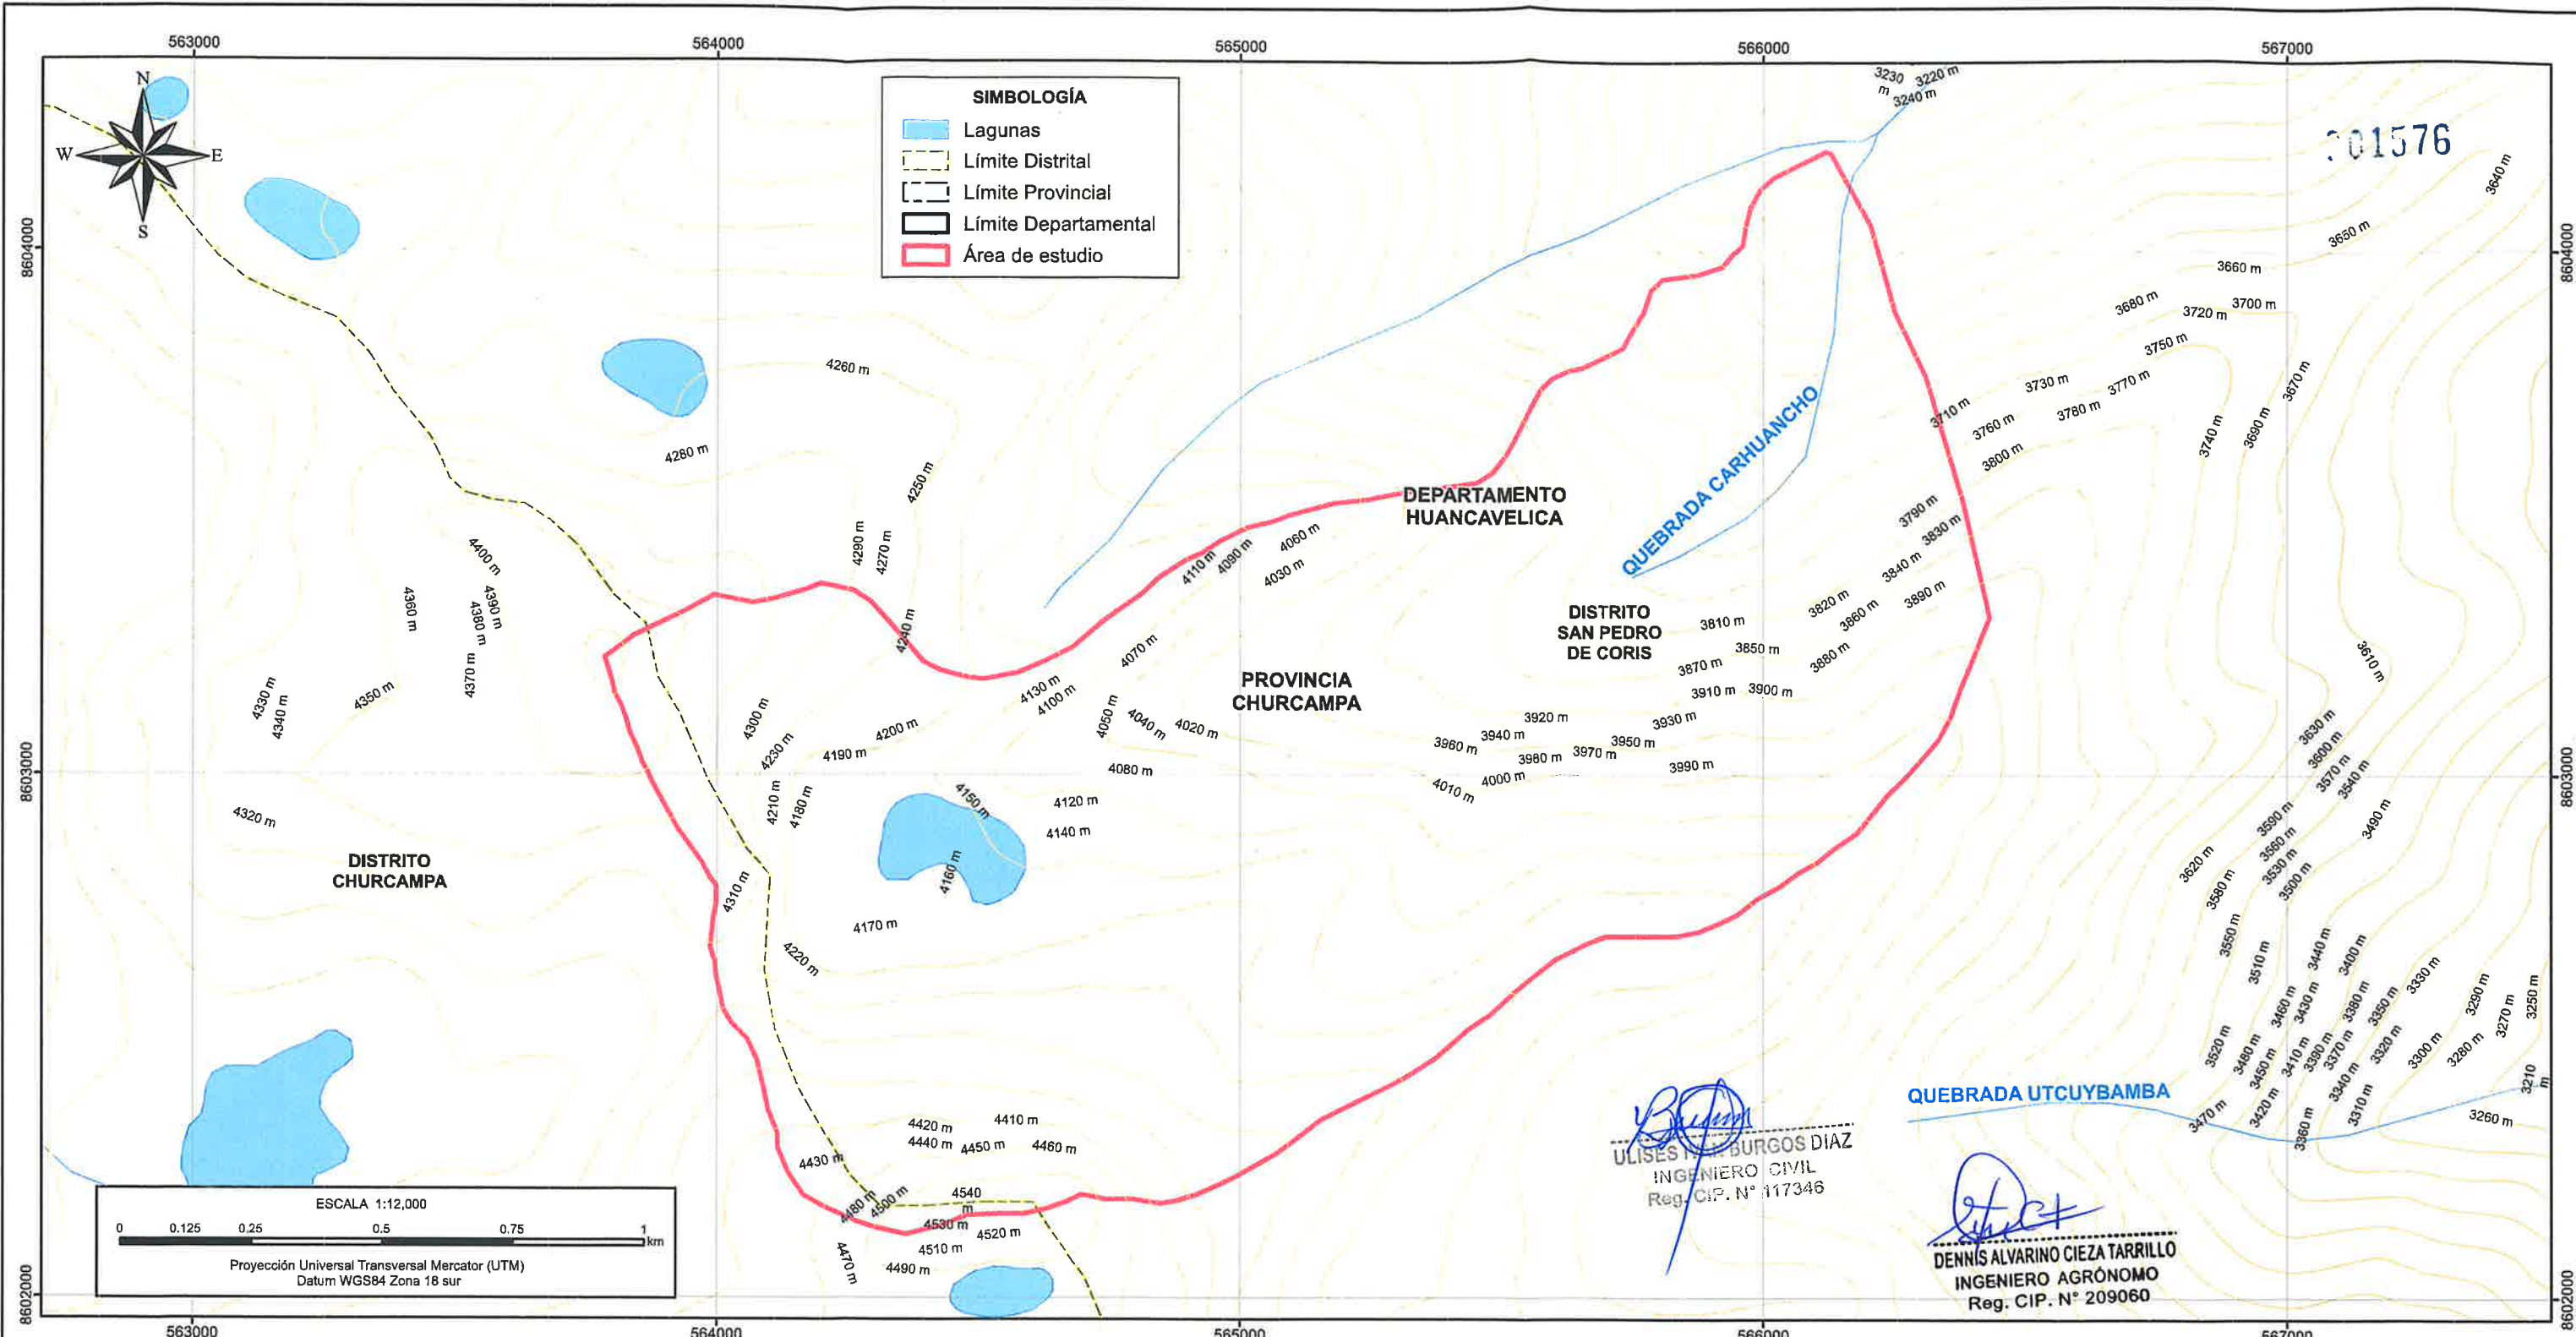 563000
564000
565000
566000
567000
N
W
E
S
SIMBOLOGÍA
Lagunas
Límite Distrital
Límite Provincial
Límite Departamental
Área de estudio
3230
m
3220 m
3240 m
01576
3640 m
3650 m
3660 m
3680 m
3700 m
3720 m
3750 m
3730 m
3770 m
3780 m
3670 m
3690 m
3740 m
3710 m
3760 m
3800 m
8604000
8604000
4260 m
4280 m
4250 m
4290 m
4270 m
4240 m
QUEBRADA CARHUANCHO
DEPARTAMENTO
HUANCAVELICA
4110 m
4090 m
4060 m
4030 m
3790 m
3830 m
3840 m
3890 m
3820 m
3860 m
3810 m
3850 m
3880 m
3870 m
3910 m
3900 m
DISTRITO
SAN PEDRO
DE CORIS
PROVINCIA
CHURCAMPA
4400 m
4360 m
4390 m
4380 m
4370 m
4350 m
4330 m
4340 m
4320 m
DISTRITO
CHURCAMPA
4300 m
4230 m
4190 m
4200 m
4210 m
4180 m
4130 m
4100 m
4070 m
4050 m
4040 m
4020 m
4080 m
4120 m
4140 m
4150 m
4160 m
4170 m
4310 m
4220 m
3920 m
3930 m
3940 m
3950 m
3960 m
3970 m
3980 m
3990 m
4000 m
4010 m
3610 m
3630 m
3600 m
3570 m
3540 m
3490 m
3590 m
3560 m
3530 m
3500 m
3620 m
3580 m
3550 m
3510 m
3440 m
3400 m
3330 m
3290 m
3250 m
3270 m
3460 m
3430 m
3380 m
3350 m
3520 m
3480 m
3450 m
3410 m
3390 m
3370 m
3320 m
3300 m
3280 m
3340 m
3310 m
3210
m
3260 m
3470 m
3420 m
3360 m
8603000
8603000
QUEBRADA UTCUYBAMBA
4420 m
4410 m
4440 m
4450 m
4460 m
4430 m
4480 m
4500 m
4540
m
4530 m
4520 m
4510 m
4470 m
4490 m
ESCALA 1:12,000
0 0.125 0.25 0.5 0.75 1
km
Proyección Universal Transversal Mercator (UTM)
Datum WGS84 Zona 18 sur
BURGOS DIAZ
INGENIERO CIVIL
Reg. CIP. N° 117346
DENNIS ALVARINO CIEZA TARRILLO
INGENIERO AGRÓNOMO
Reg. CIP. N° 209060
8602000
8602000
563000
564000
565000
566000
567000